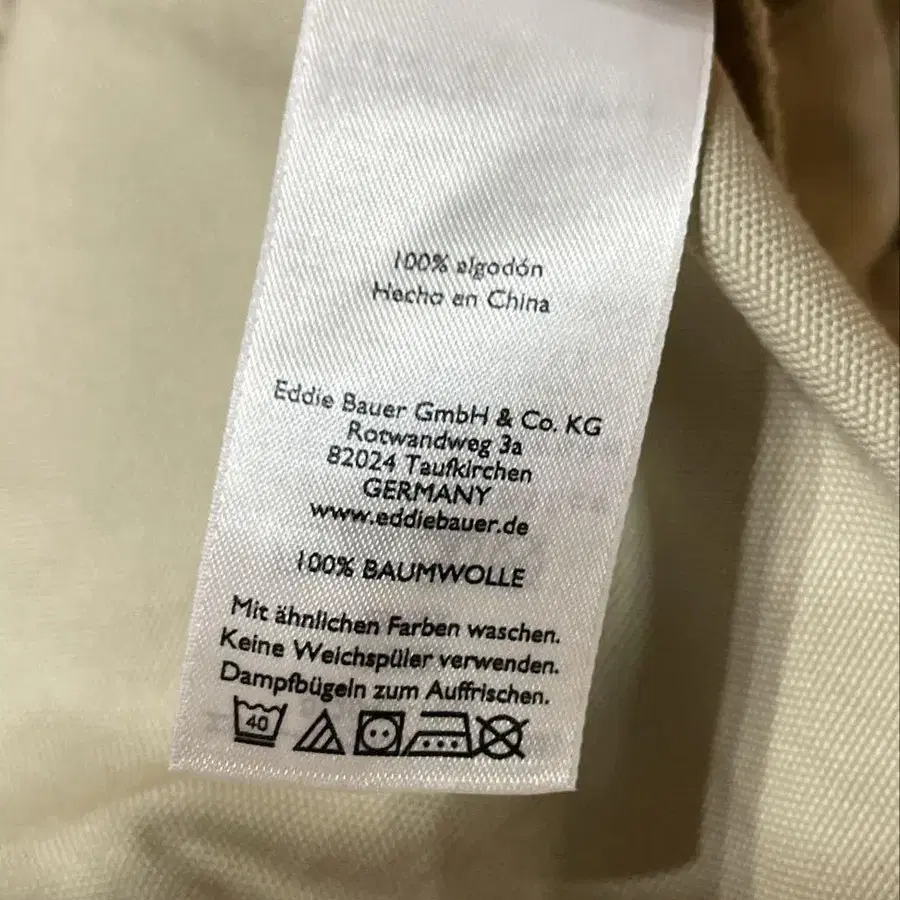 100% algodón
Hecho en China
Eddie Bauer GmbH & Co. KG
Rotwandweg 3a
82024 Taufkirchen
GERMANY
www.eddiebauer.de
100% BAUMWOLLE
Mit ähnlichen Farben waschen.
Keine Weichspüler verwenden.
Dampfbügeln zum Auffrischen.
40